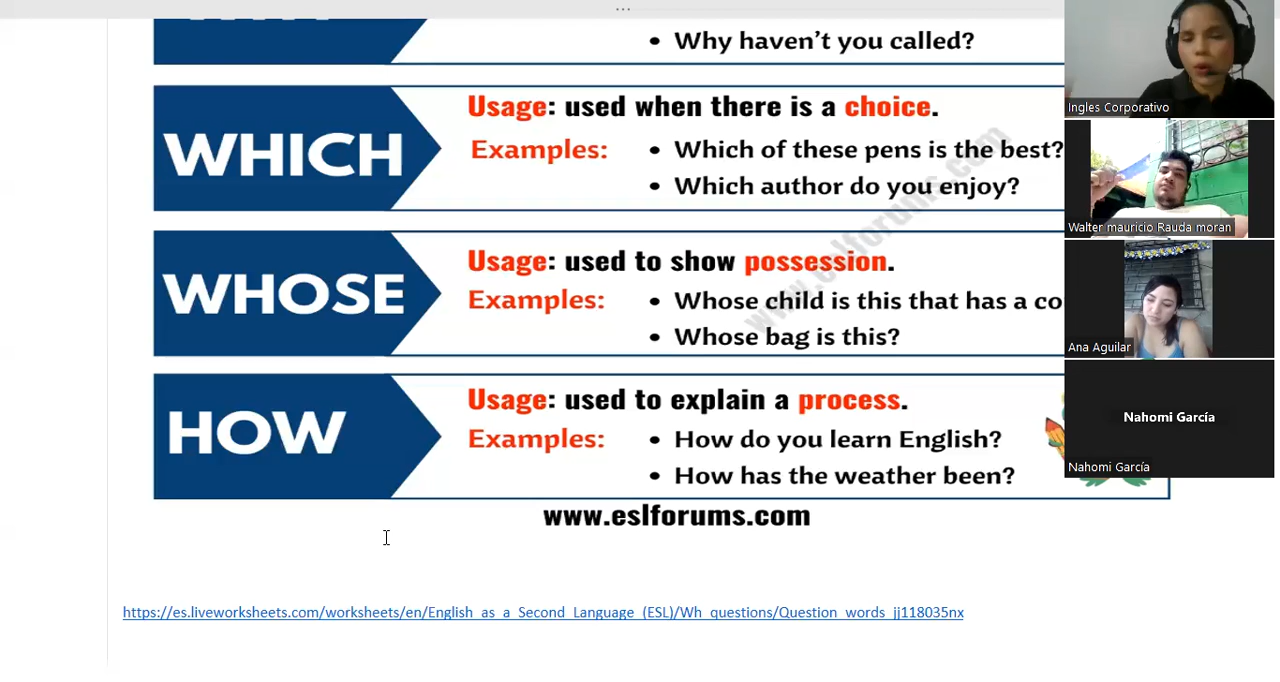 Why haven't you called?
WHICH
Usage: used when there is a choice.
Examples:
• Which of these pens is the best?
• Which author do you enjoy?
WHOSE
Usage: used to show possession.
Examples:
• Whose child is this that has a co
• Whose bag is this?
HOW
Usage: used to explain a process.
Examples:
• How do you learn English?
• How has the weather been?
www.eslforums.com
www.eslforums.com
https://es.liveworksheets.com/worksheets/en/English_as_a_Second_Language_(ESL)/Wh_questions/Question_words_jj118035nx
Ingles Corporativo
Walter mauricio Rauda moran
Ana Aguilar
Nahomi García
Nahomi García